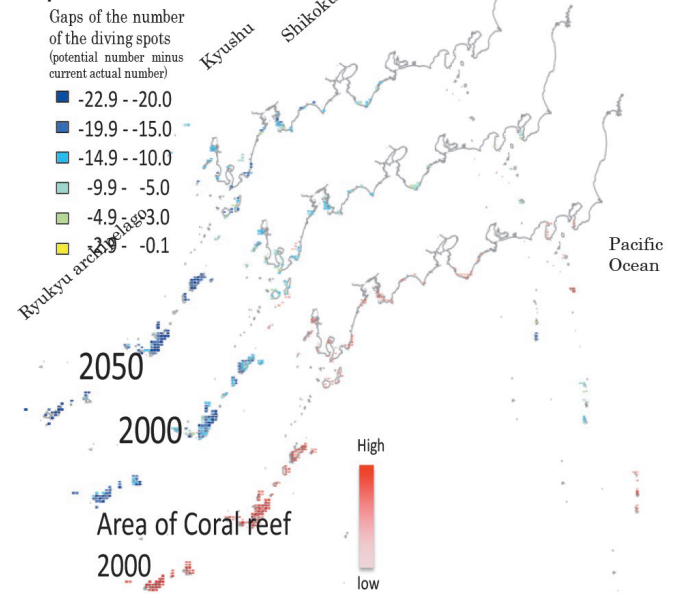 Gaps of the number
of the diving spots
(potential number minus
current actual number)
-22.9 - -20.0
-19.9 - -15.0
-14.9 - -10.0
-9.9 - -5.0
-4.9 - -3.0
-0.1
Kyushu
Shikoku
Ryukyu archipelago
Pacific
Ocean
2050
2000
Area of Coral reef
2000
High
low